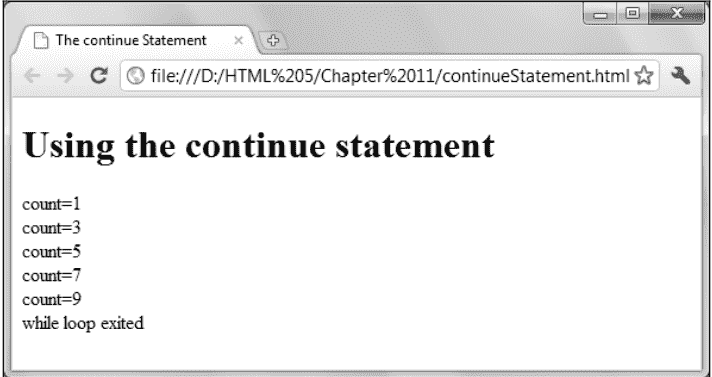 The continue Statement
file:///D:/HTML%205/Chapter%2011/continueStatement.html
Using the continue statement
count=1
count=3
count=5
count=7
count=9
while loop exited